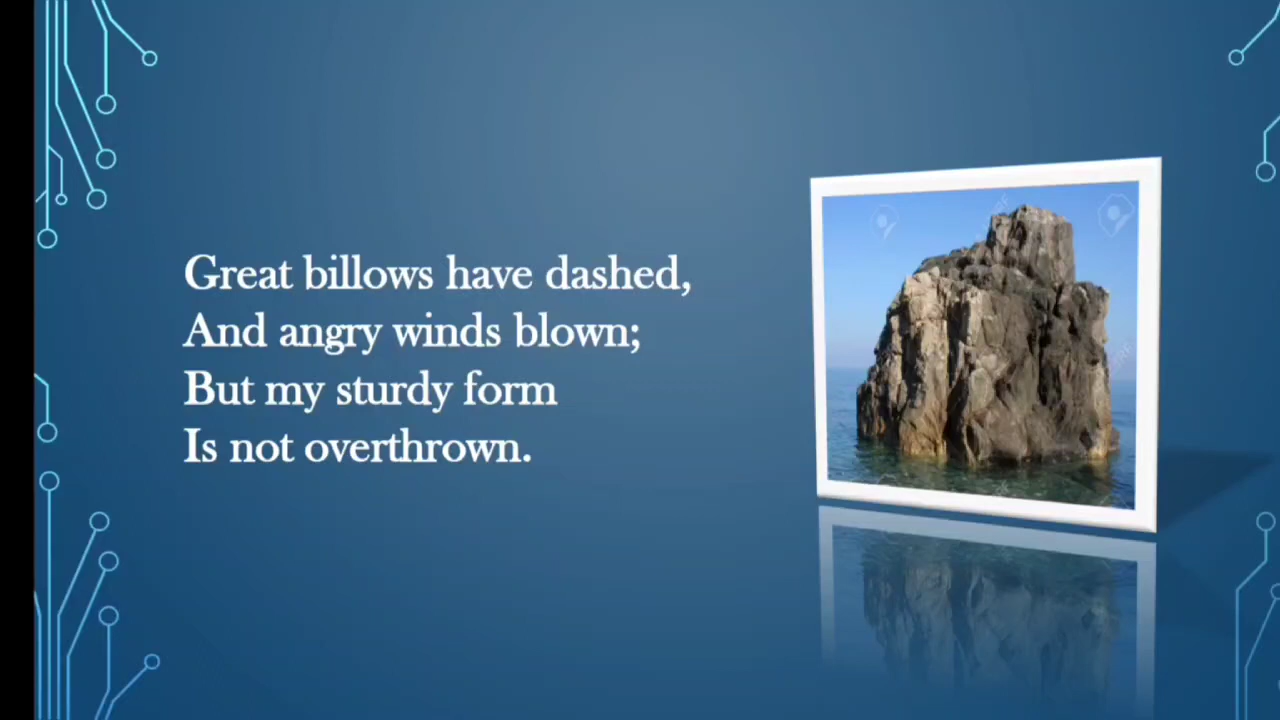 Great billows have dashed,
And angry winds blown;
But my sturdy form
Is not overthrown.